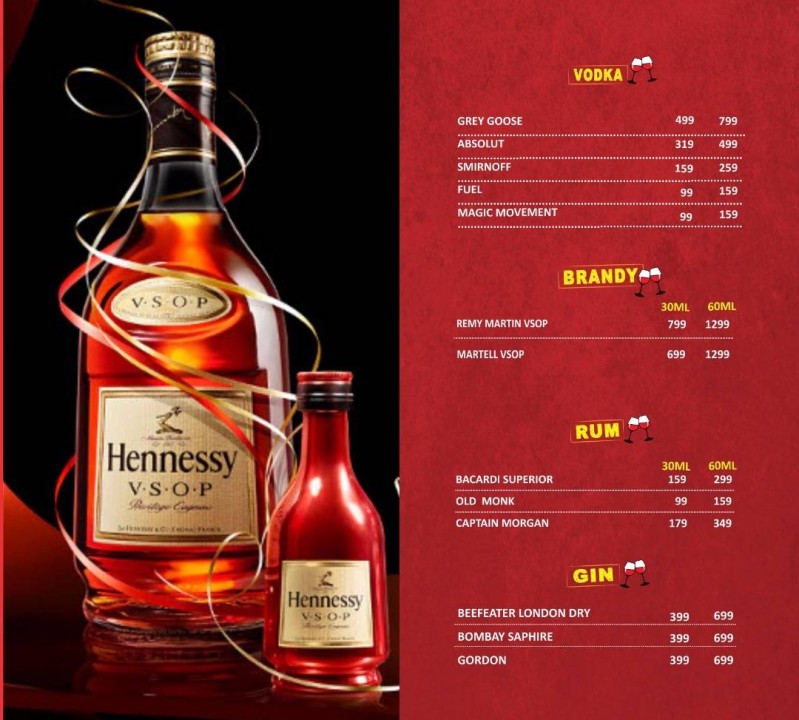 V·S·O·P
Hennessy
V·S·O·P
Privilège Cognac
Hennessy
V·S·O·P
VODKA
GREY GOOSE 499 799
ABSOLUT 319 499
SMIRNOFF 159 259
FUEL 99 159
MAGIC MOVEMENT 99 159
BRANDY
30ML 60ML
REMY MARTIN VSOP 799 1299
MARTELL VSOP 699 1299
RUM
30ML 60ML
BACARDI SUPERIOR 159 299
OLD MONK 99 159
CAPTAIN MORGAN 179 349
GIN
BEEFEATER LONDON DRY 399 699
BOMBAY SAPHIRE 399 699
GORDON 399 699